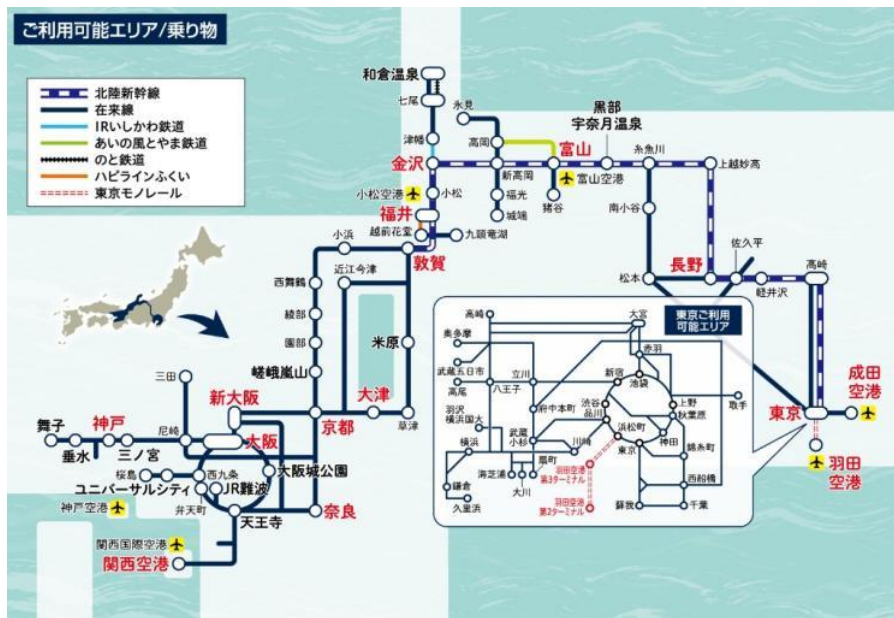 ご利用可能エリア/乗り物
北陸新幹線
在来線
IRいしかわ鉄道
あいの風とやま鉄道
のと鉄道
ハピラインふくい
東京モノレール
和倉温泉
七尾
津幡
金沢
小松空港
小松
福井
越前花堂
九頭竜湖
敦賀
氷見
高岡
新高岡
福光
城端
富山
富山空港
猪谷
黒部
宇奈月温泉
糸魚川
上越妙高
南小谷
松本
長野
佐久平
軽井沢
高崎
小浜
近江今津
西舞鶴
綾部
園部
嵯峨嵐山
米原
大津
草津
京都
三田
新大阪
大阪
尼崎
舞子
垂水
神戸
三ノ宮
桜島
ユニバーサルシティ
西九条
JR難波
大阪城公園
弁天町
天王寺
奈良
神戸空港
関西国際空港
関西空港
東京
成田
空港
羽田
空港
東京ご利用
可能エリア
高崎
大宮
奥多摩
赤羽
武蔵五日市
高尾
立川
八王子
新宿
池袋
渋谷
品川
上野
秋葉原
取手
府中本町
羽沢
横浜国大
武蔵
小杉
浜松町
神田
東京
錦糸町
横浜
川崎
扇町
海芝浦
大川
鎌倉
久里浜
羽田空港
第3ターミナル
羽田空港
第2ターミナル
西船橋
蘇我
千葉